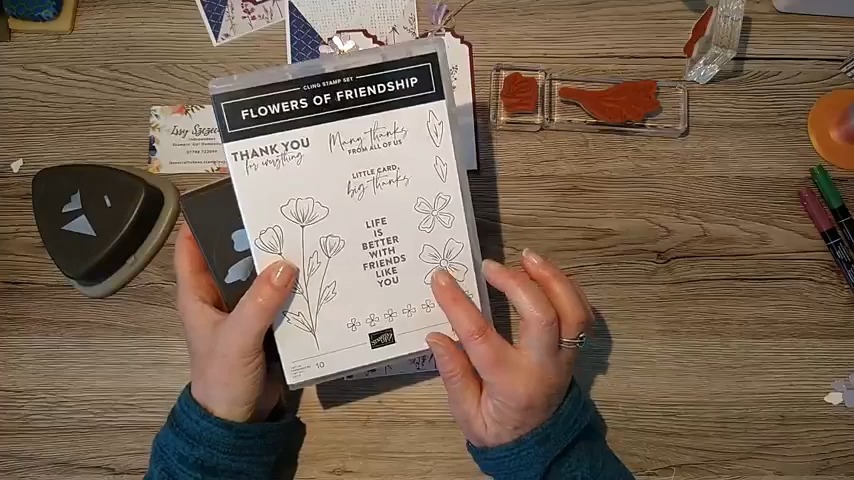 CLING STAMP SET
FLOWERS OF FRIENDSHIP
THANK YOU
for everything
Many thanks
FROM ALL OF US
LITTLE CARD,
big thanks
LIFE
IS
BETTER
WITH
FRIENDS
LIKE
YOU
10
Issy